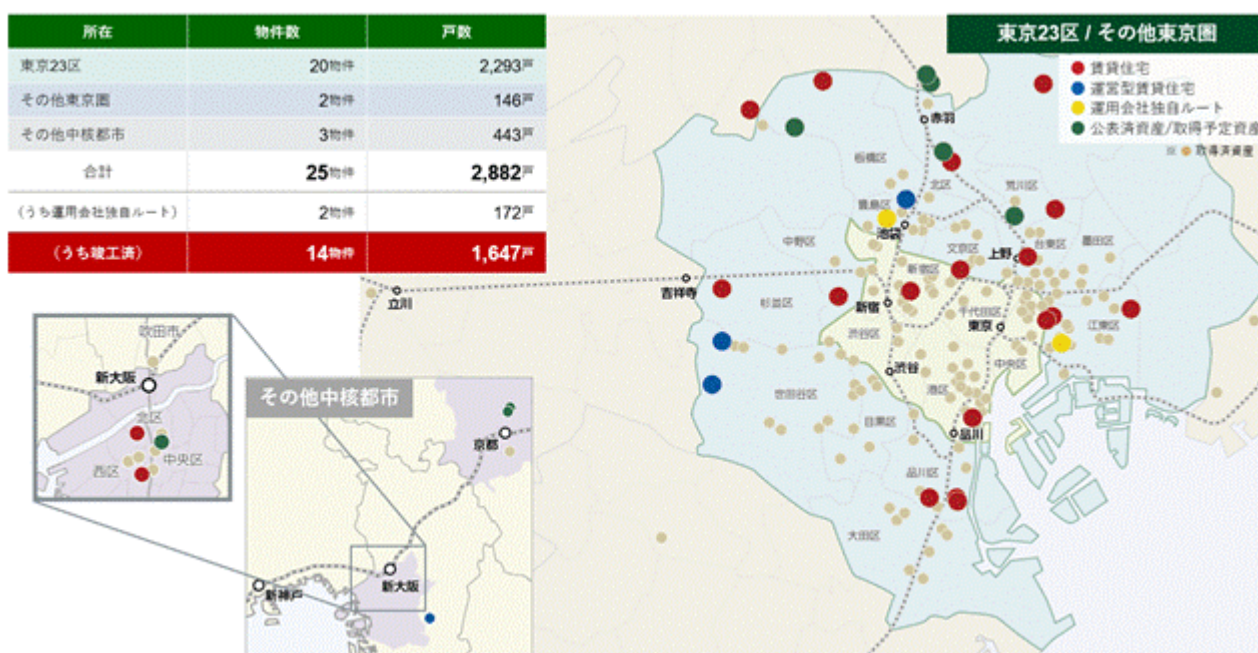 所在 物件数 戸数
東京23区 20物件 2,293戸
その他東京圏 2物件 146戸
その他中核都市 3物件 443戸
合計 25物件 2,882戸
(うち運用会社独自ルート) 2物件 172戸
(うち竣工済) 14物件 1,647戸
東京23区 / その他東京圏
賃貸住宅
運営型賃貸住宅
運用会社独自ルート
公表済資産/取得予定資産
※ 取得済資産
赤羽
板橋区
北区
荒川区
豊島区
池袋
中野区
文京区
上野
台東区
墨田区
新宿区
立川
吉祥寺
杉並区
新宿
千代田区
東京
江東区
渋谷区
中央区
渋谷
世田谷区
港区
目黒区
品川
品川区
大田区
吹田市
新大阪
北区
西区
中央区
その他中核都市
京都
新大阪
新神戸